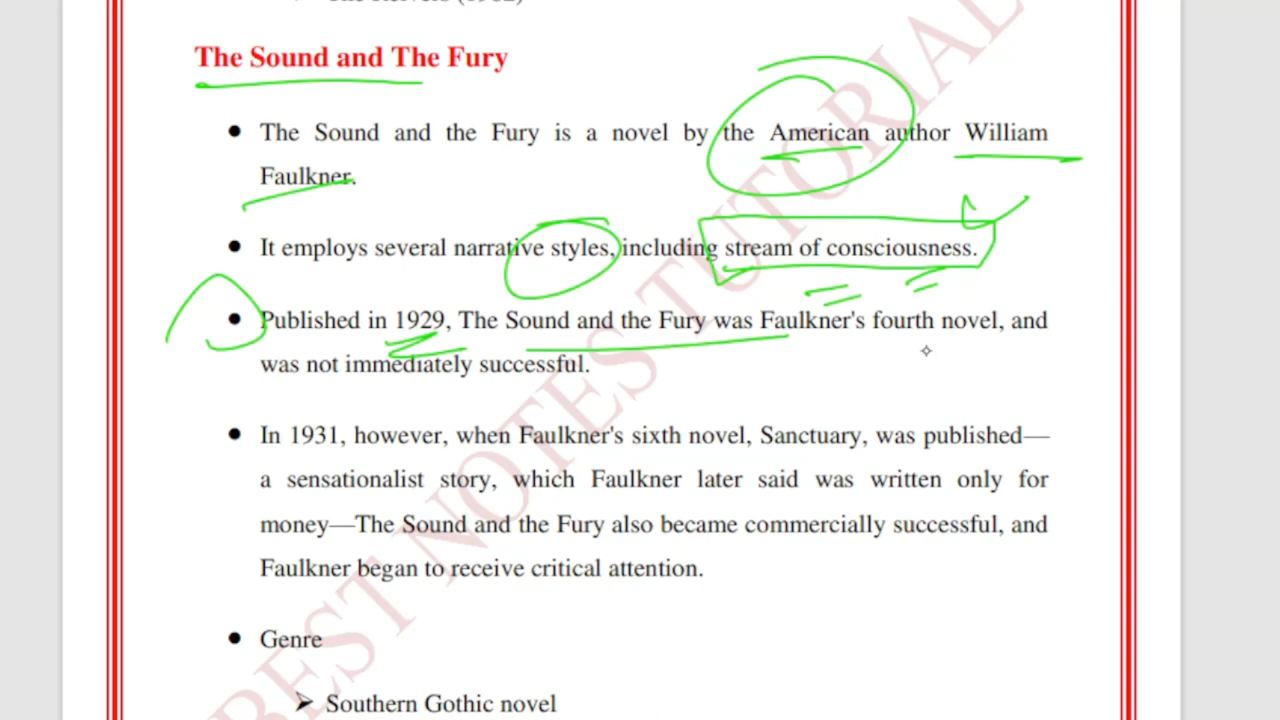 The Sound and The Fury
● The Sound and the Fury is a novel by the American author William
Faulkner.
● It employs several narrative styles, including stream of consciousness.
● Published in 1929, The Sound and the Fury was Faulkner's fourth novel, and
was not immediately successful.
● In 1931, however, when Faulkner's sixth novel, Sanctuary, was published—
a sensationalist story, which Faulkner later said was written only for
money—The Sound and the Fury also became commercially successful, and
Faulkner began to receive critical attention.
● Genre
➢ Southern Gothic novel
BEST NOTES TUTORIAL